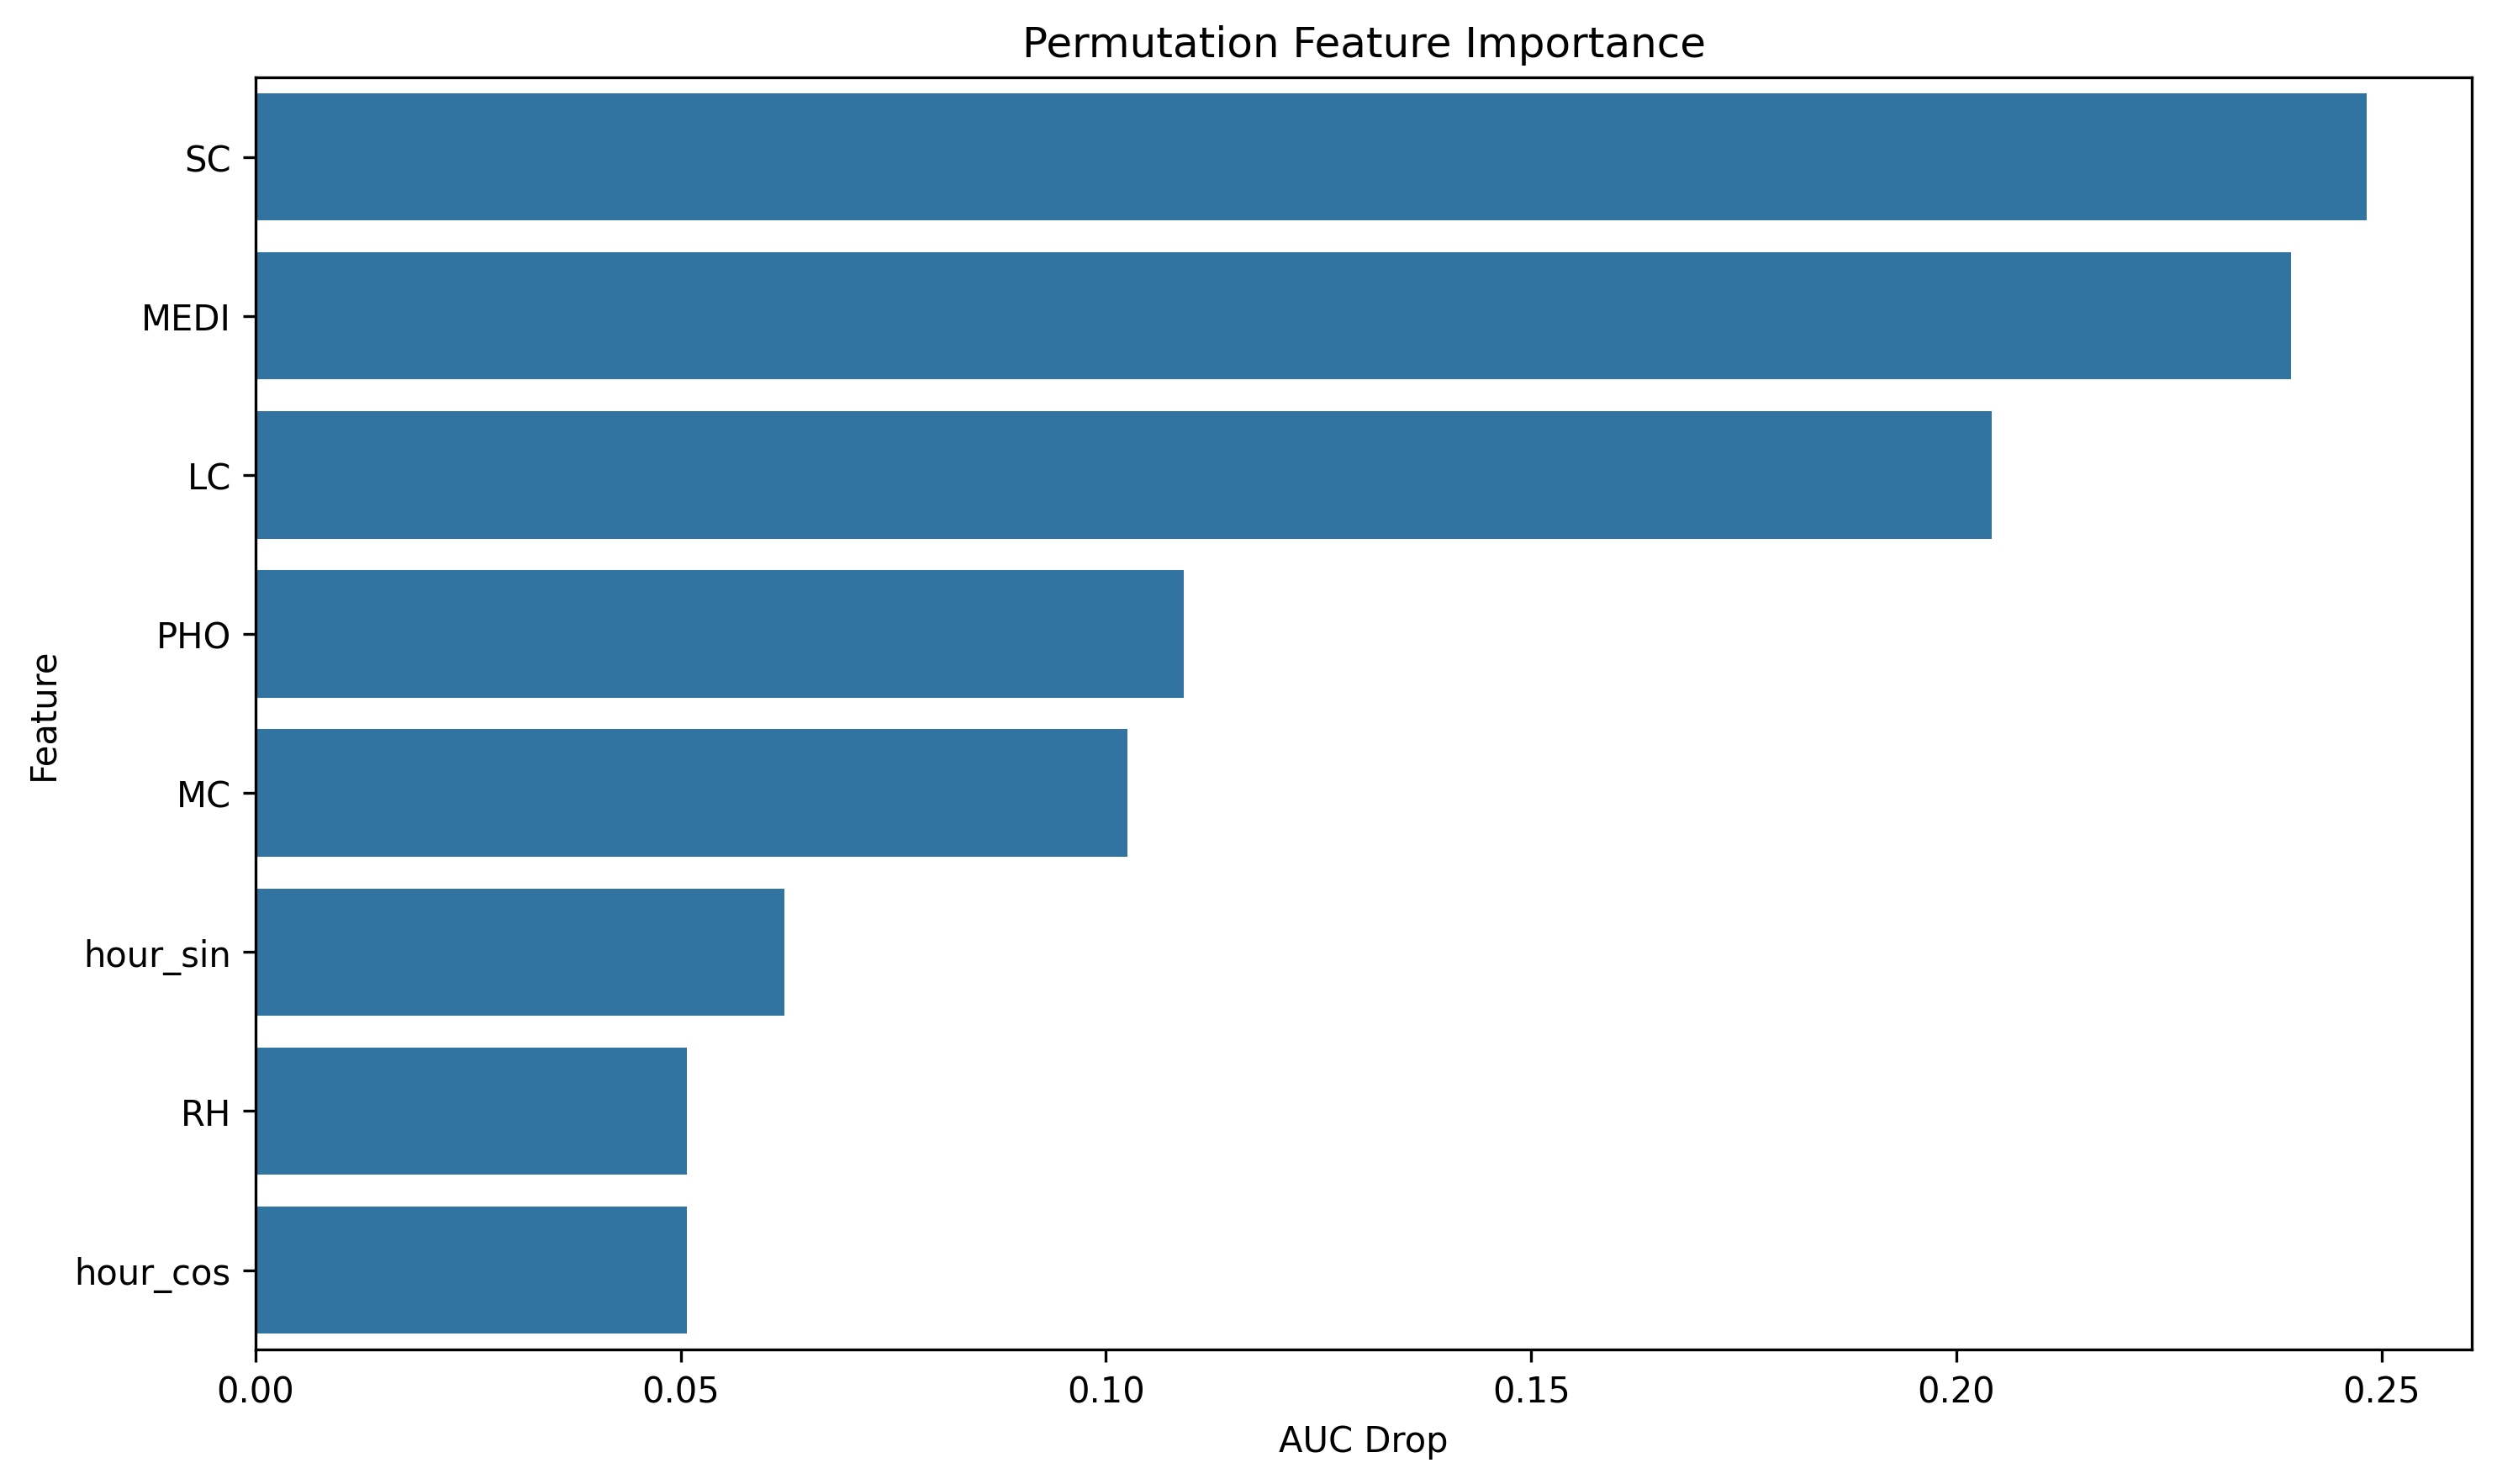 Permutation Feature Importance
Feature
SC
MEDI
LC
PHO
MC
hour_sin
RH
hour_cos
0.00 0.05 0.10 0.15 0.20 0.25
AUC Drop